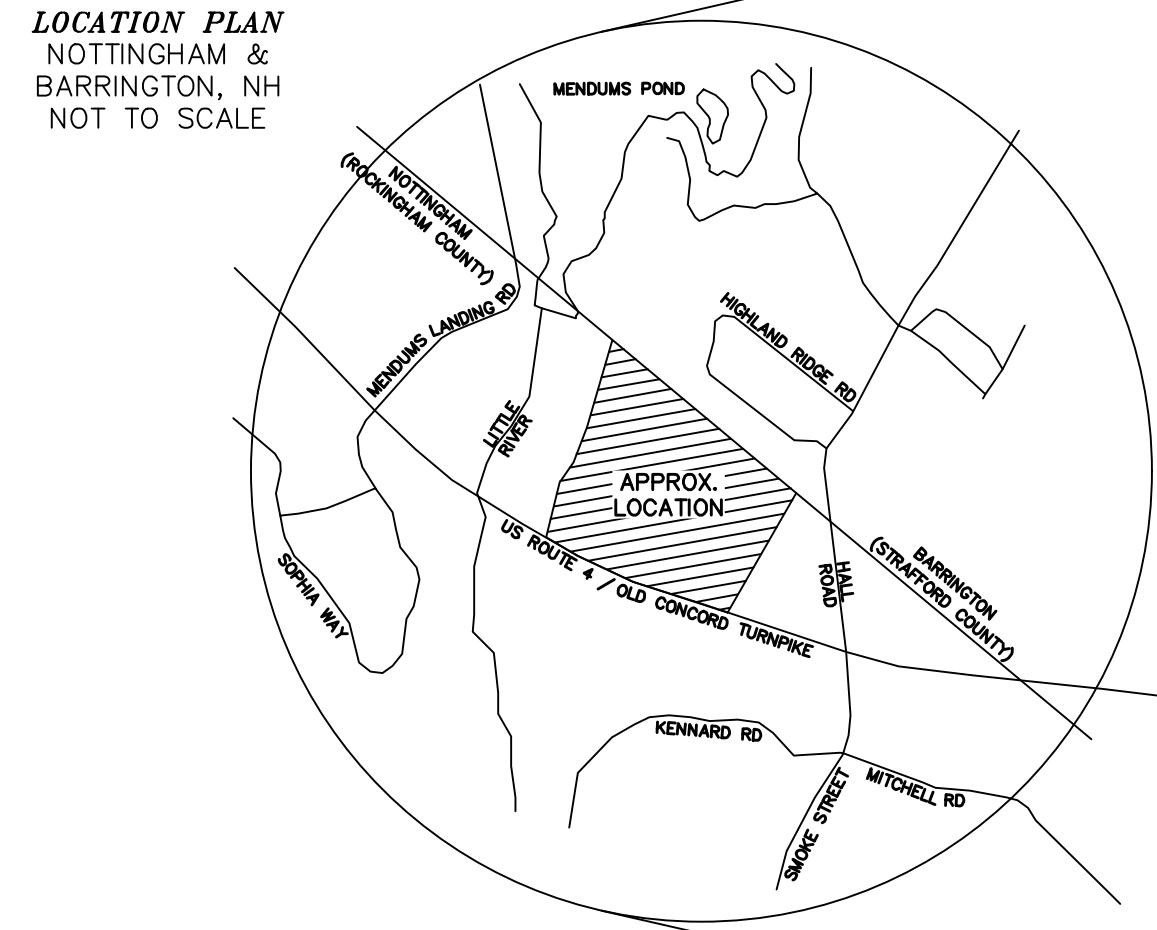 LOCATION PLAN
NOTTINGHAM &
BARRINGTON, NH
NOT TO SCALE
MENDUMS POND
NOTTINGHAM
(ROCKINGHAM COUNTY)
MENDUMS LANDING RD
HIGHLAND RIDGE RD
LITTLE
RIVER
APPROX.
LOCATION
US ROUTE 4 / OLD CONCORD TURNPIKE
HALL
ROAD
BARRINGTON
(STRAFFORD COUNTY)
SOPHIA WAY
KENNARD RD
MITCHELL RD
SMOKE STREET